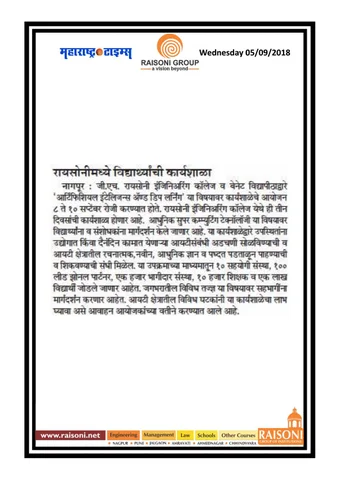 महाराष्ट्र टाइम्स
RAISONI GROUP
a vision beyond
Wednesday 05/09/2018
रायसोनीमध्ये विद्यार्थ्यांची कार्यशाळा
नागपूर : जी.एच. रायसोनी इंजिनिअरिंग कॉलेज व बेनेट विद्यापीठाद्वारे
'आर्टिफिशियल इंटेलिजन्स अॅण्ड डिप लर्निंग' या विषयावर कार्यशाळेचे आयोजन
८ ते १० सप्टेंबर रोजी करण्यात होते. रायसोनी इंजिनिअरिंग कॉलेज येथे ही तीन
दिवसांची कार्यशाळा होणार आहे. आधुनिक सुपर कम्प्युटिंग टेक्नॉलॉजी या विषयावर
विद्यार्थ्यांना व संशोधकांना मार्गदर्शन केले जाणार आहे. या कार्यशाळेद्वारे उपस्थितांना
उद्योगात किंवा दैनंदिन कामात येणाऱ्या आयटीसंबंधी अडचणी सोळविण्याची व
आयटी क्षेत्रातील रचनात्मक,नवीन, आधुनिक ज्ञान व पध्दत पडताळून पाहण्याची
व शिकवण्याची संधी मिळेल. या उपक्रमाच्या माध्यमातून १० सहयोगी संस्था, १००
लीड झोनल पार्टनर, एक हजार भागीदार संस्था, १० हजार शिक्षक व एक लाख
विद्यार्थी जोडले जाणार आहेत. जगभरातील विविध तज्ज्ञ या विषयावर सहभागींना
मार्गदर्शन करणार आहेत. आयटी क्षेत्रातील विविध घटकांनी या कार्यशाळेचा लाभ
घ्यावा असे आवाहन आयोजकांच्या वतीने करण्यात आले आहे.
www.raisoni.net Engineering Management Law Schools Other Courses RAISONI
NAGPUR PUNE JALGAON AMRAVATI AHMEDNAGAR CHHINDWARA